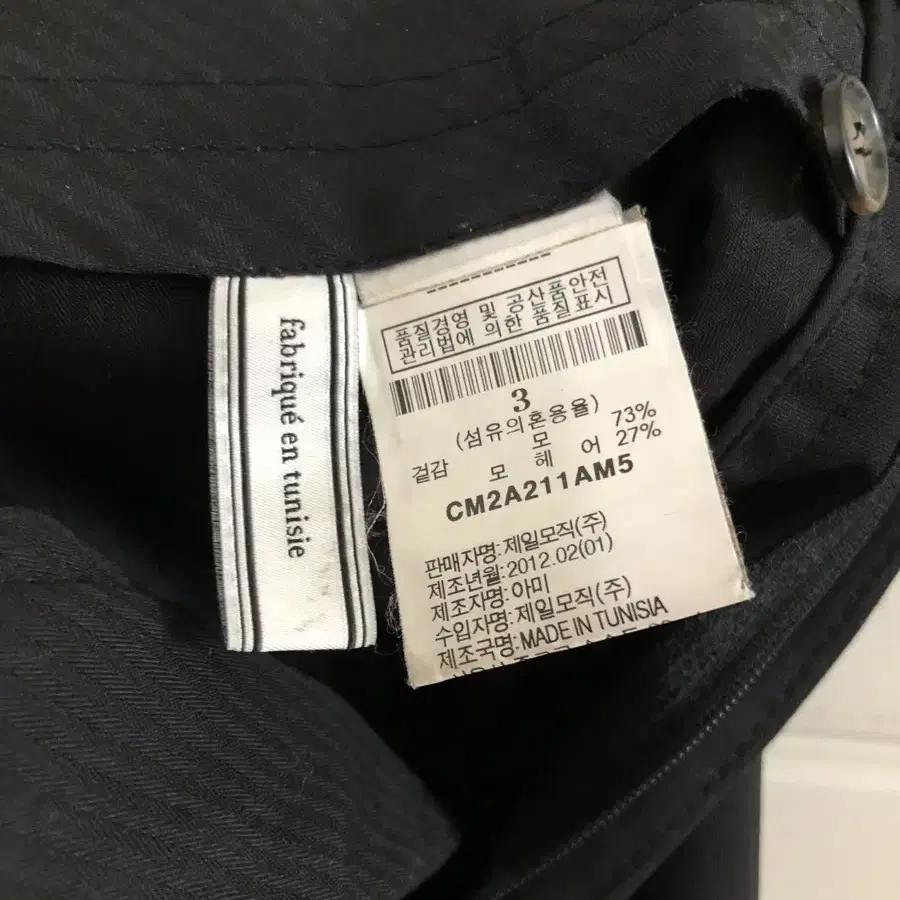 fabriqué en tunisie
품질경영 및 공산품안전
관리법에 의한 품질표시
3
(섬유의혼용율)
겉감 모 73%
모 헤 어 27%
CM2A211AM5
판매자명: 제일모직(주)
제조년월: 2012.02(01)
제조자명: 아미
수입자명: 제일모직(주)
제조국명: MADE IN TUNISIA